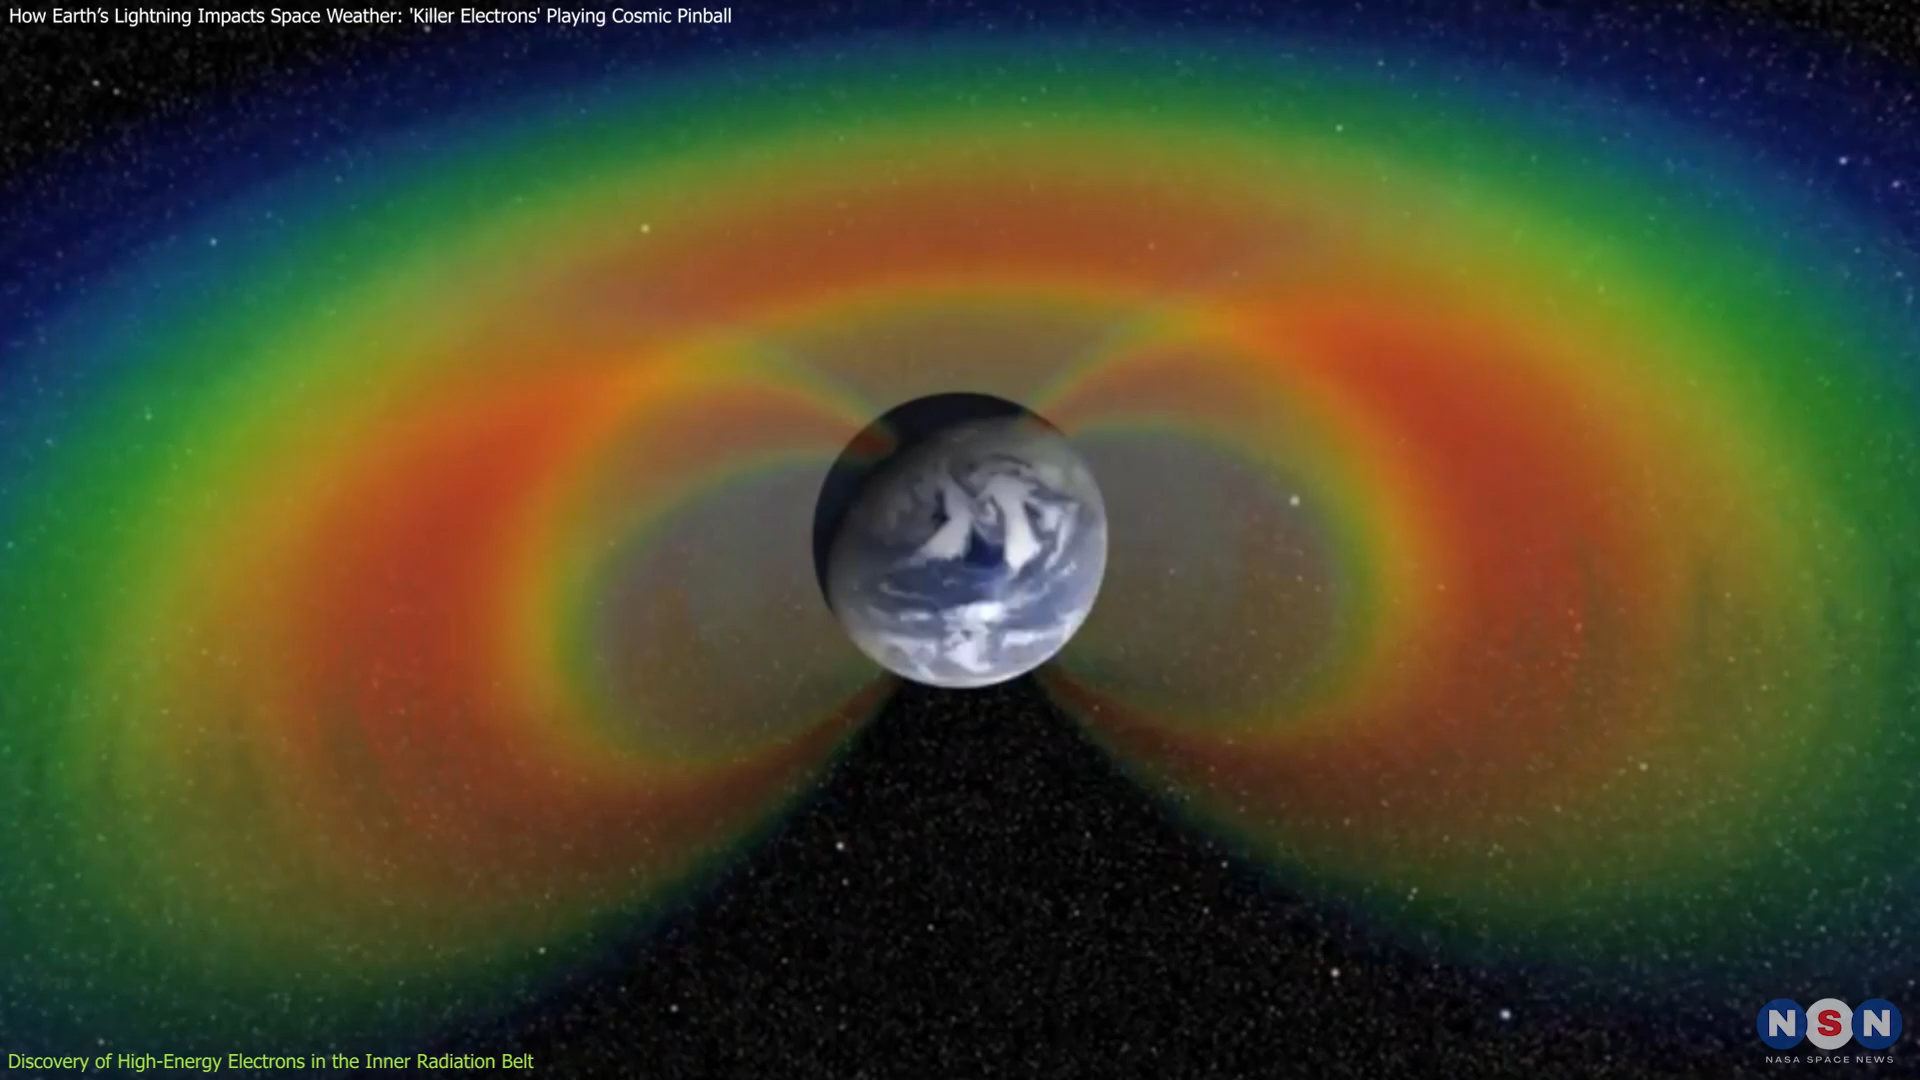 How Earth’s Lightning Impacts Space Weather: 'Killer Electrons' Playing Cosmic Pinball
Discovery of High-Energy Electrons in the Inner Radiation Belt
NSN
NASA SPACE NEWS